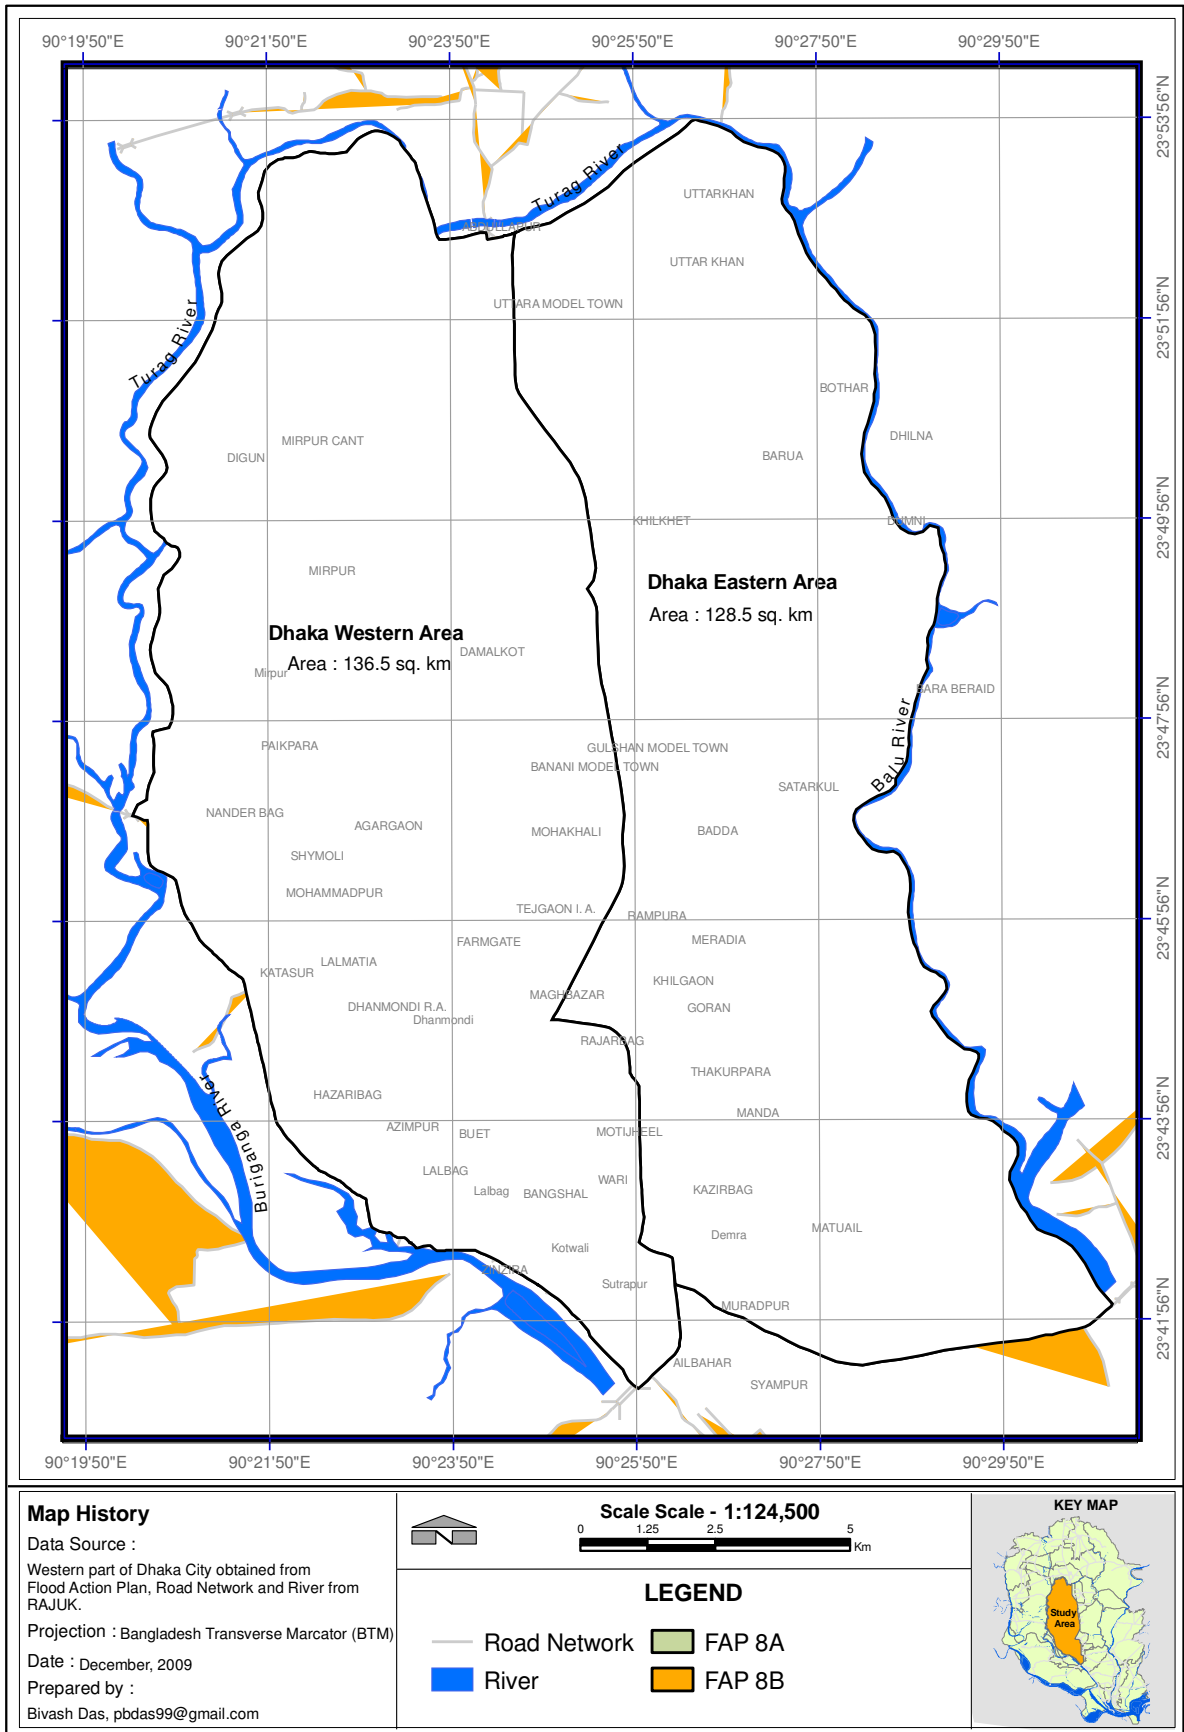 90°19'50"E 90°21'50"E 90°23'50"E 90°25'50"E 90°27'50"E 90°29'50"E
23°53'56"N
Turag River
UTTARKHAN
ABDULLAPUR
UTTAR KHAN
UTTARA MODEL TOWN
23°51'56"N
Turag River
BOTHAR
DHILNA
MIRPUR CANT
DIGUN
BARUA
KHILKHET
DUMNI
23°49'56"N
MIRPUR
Dhaka Eastern Area
Area : 128.5 sq. km
Dhaka Western Area
Area : 136.5 sq. km
DAMALKOT
Mirpur
BARA BERAID
23°47'56"N
Balu River
PAIKPARA
GULSHAN MODEL TOWN
BANANI MODEL TOWN
SATARKUL
NANDER BAG
AGARGAON
MOHAKHALI
BADDA
SHYMOLI
MOHAMMADPUR
TEJGAON I. A.
RAMPURA
23°45'56"N
FARMGATE
MERADIA
LALMATIA
KATASUR
KHILGAON
MAGHBAZAR
DHANMONDI R.A.
GORAN
Dhanmondi
RAJARBAG
THAKURPARA
HAZARIBAG
MANDA
23°43'56"N
Buriganga River
AZIMPUR
BUET
MOTIJHEEL
LALBAG
WARI
Lalbag
BANGSHAL
KAZIRBAG
MATUAIL
Demra
Kotwali
ZINZIRA
Sutrapur
MURADPUR
23°41'56"N
AILBAHAR
SYAMPUR
90°19'50"E 90°21'50"E 90°23'50"E 90°25'50"E 90°27'50"E 90°29'50"E
Map History
Data Source :
Western part of Dhaka City obtained from
Flood Action Plan, Road Network and River from
RAJUK.
Projection : Bangladesh Transverse Marcator (BTM)
Date : December, 2009
Prepared by :
Bivash Das, pbdas99@gmail.com
N
Scale Scale - 1:124,500
0 1.25 2.5 5
Km
LEGEND
Road Network
FAP 8A
River
FAP 8B
KEY MAP
Study
Area